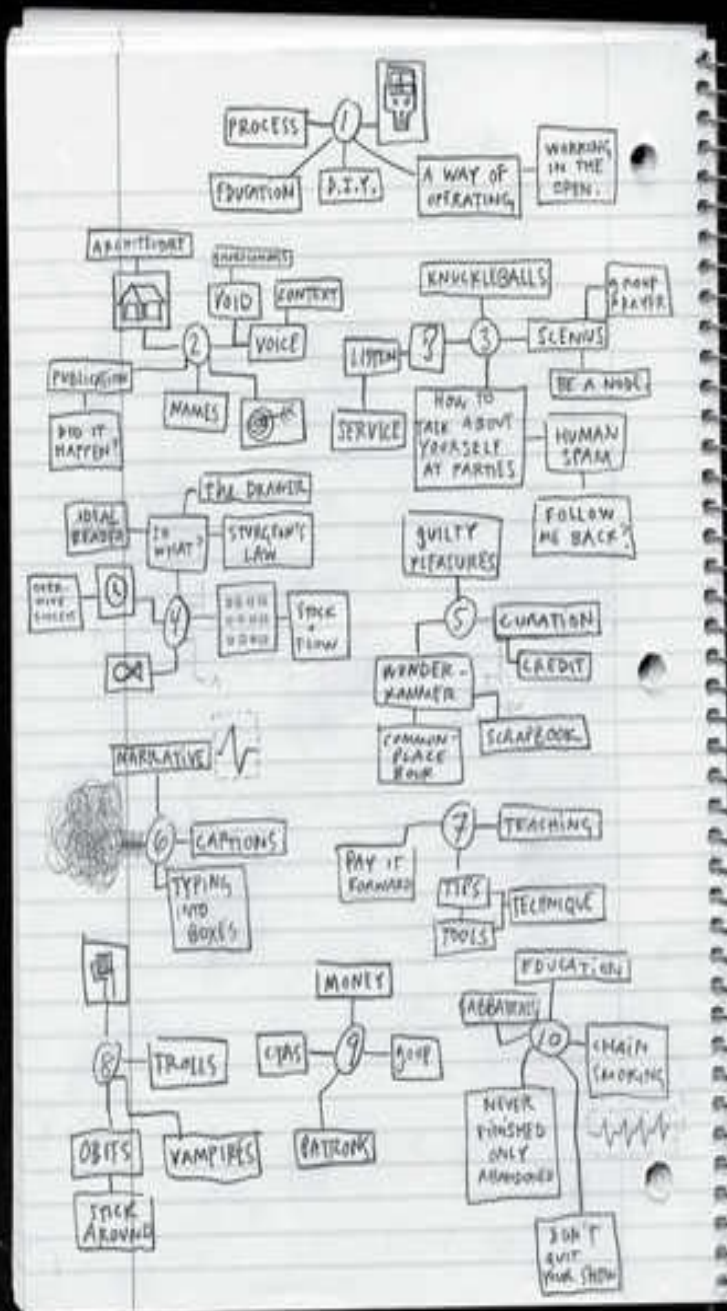 PROCESS
1
EDUCATION
D.I.Y.
A WAY OF
OPERATING
WORKING
IN THE
OPEN.
ARCHITECTURE
VOID
CONTEXT
2
VOICE
PUBLICATION
NAMES
DID IT
HAPPEN?
KNUCKLEBALLS
GROUP
PRAYER
LISTEN
?
3
SCENIUS
BE A NODE.
SERVICE
HOW TO
TALK ABOUT
YOURSELF
AT PARTIES
HUMAN
SPAM
FOLLOW
ME BACK?
THE DRAWER
IDEAL
READER
SO
WHAT?
STURGEON'S
LAW
4
STOCK
+
FLOW
GUILTY
PLEASURES
5
CURATION
CREDIT
WUNDER-
KAMMER
SCRAPBOOK
COMMON-
PLACE
BOOK
NARRATIVE
6
CAPTIONS
TYPING
INTO
BOXES
7
TEACHING
PAY IT
FORWARD
TIPS
TECHNIQUE
TOOLS
8
TROLLS
OBITS
VAMPIRES
STICK
AROUND
MONEY
9
PATRONS
EDUCATION
SABBATICALS
10
CHAIN
SMOKING
NEVER
FINISHED
ONLY
ABANDONED
DON'T
QUIT
YOUR SHOW